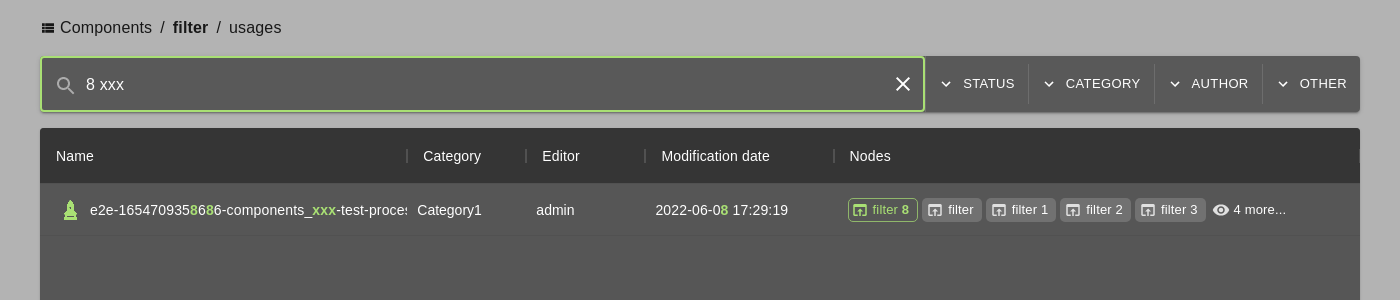 Components / filter / usages
8 xxx STATUS CATEGORY AUTHOR OTHER
Name Category Editor Modification date Nodes
e2e-1654709358686-components_xxx-test-proces Category1 admin 2022-06-08 17:29:19 filter 8 filter filter 1 filter 2 filter 3 4 more...